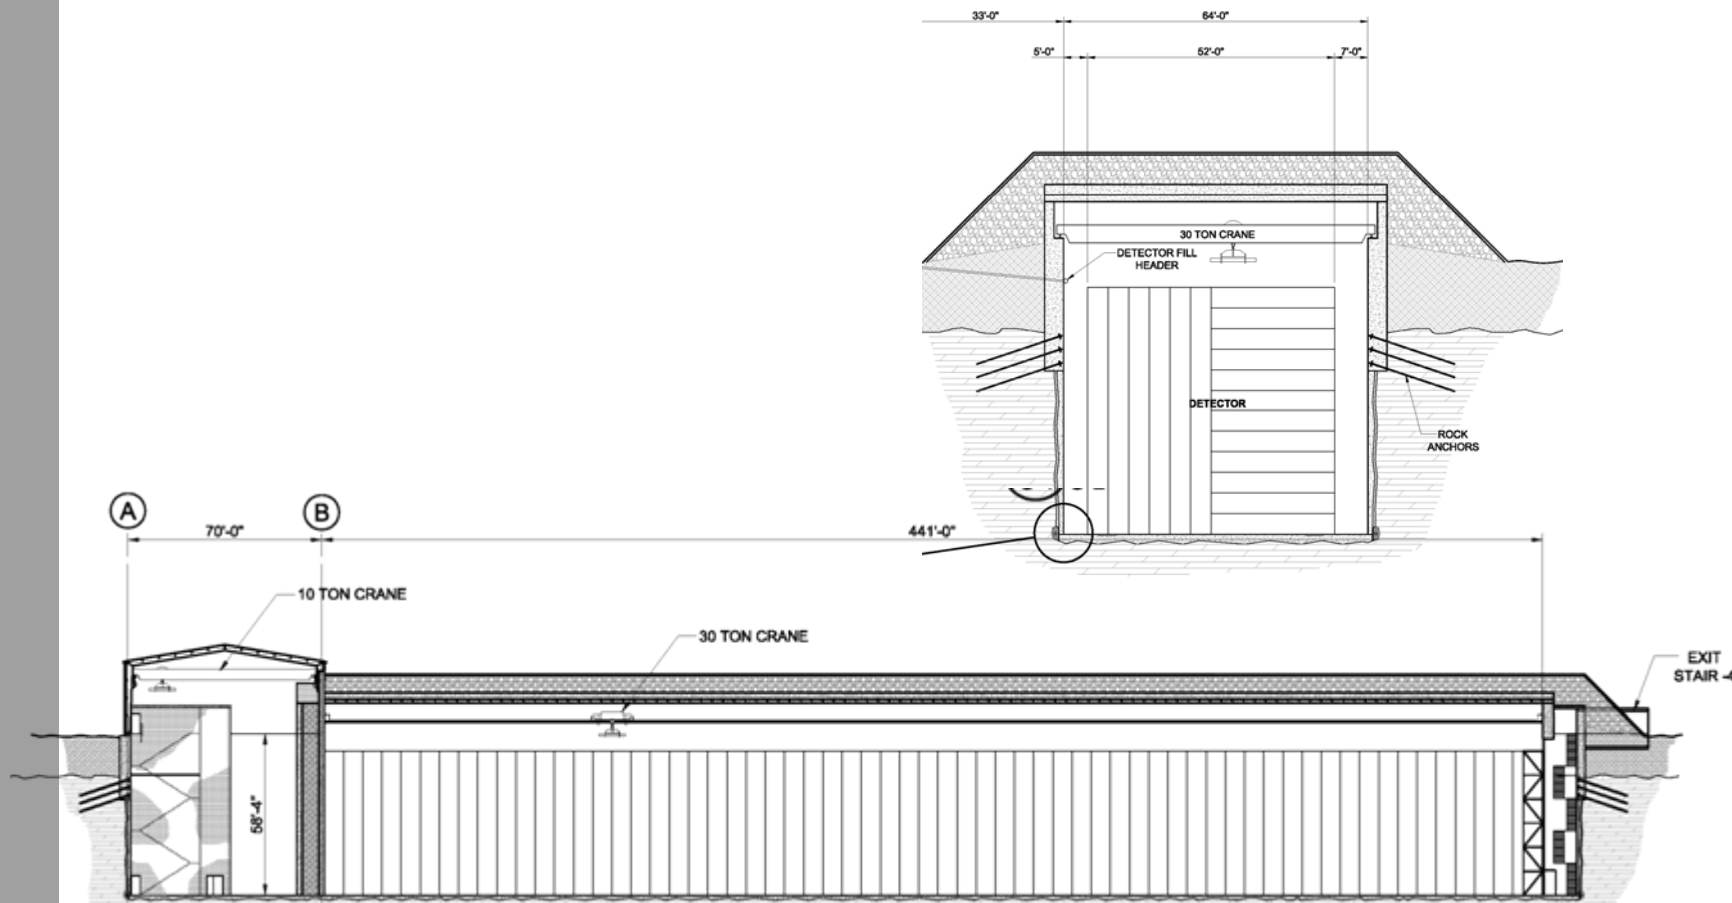 33'-0"
64'-0"
5'-0"
52'-0"
7'-0"
30 TON CRANE
DETECTOR FILL
HEADER
DETECTOR
ROCK
ANCHORS
A
B
70'-0"
441'-0"
10 TON CRANE
30 TON CRANE
EXIT
STAIR
58'-4"